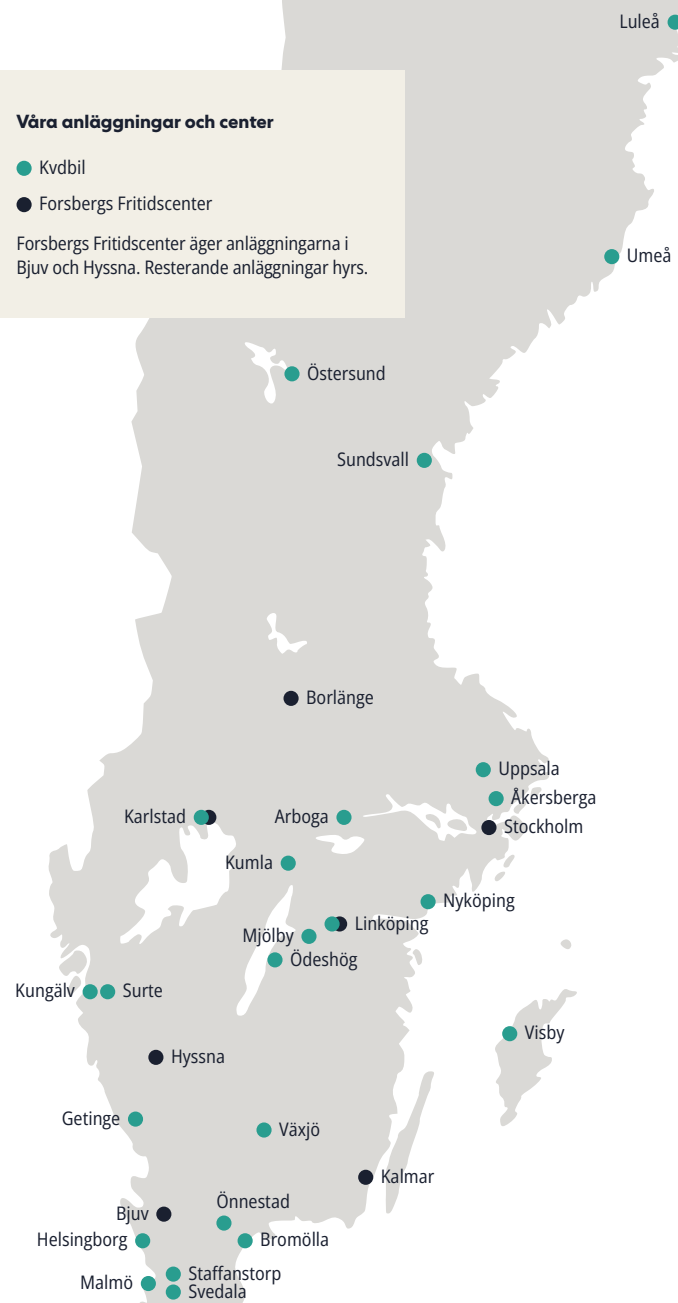 Luleå
Våra anläggningar och center
Kvdbil
Forsbergs Fritidscenter
Forsbergs Fritidscenter äger anläggningarna i
Bjuv och Hyssna. Resterande anläggningar hyrs.
Umeå
Östersund
Sundsvall
Borlänge
Uppsala
Åkersberga
Karlstad
Arboga
Stockholm
Kumla
Nyköping
Linköping
Mjölby
Ödeshög
Kungälv
Surte
Visby
Hyssna
Getinge
Växjö
Kalmar
Önnestad
Bjuv
Helsingborg
Bromölla
Staffanstorp
Malmö
Svedala